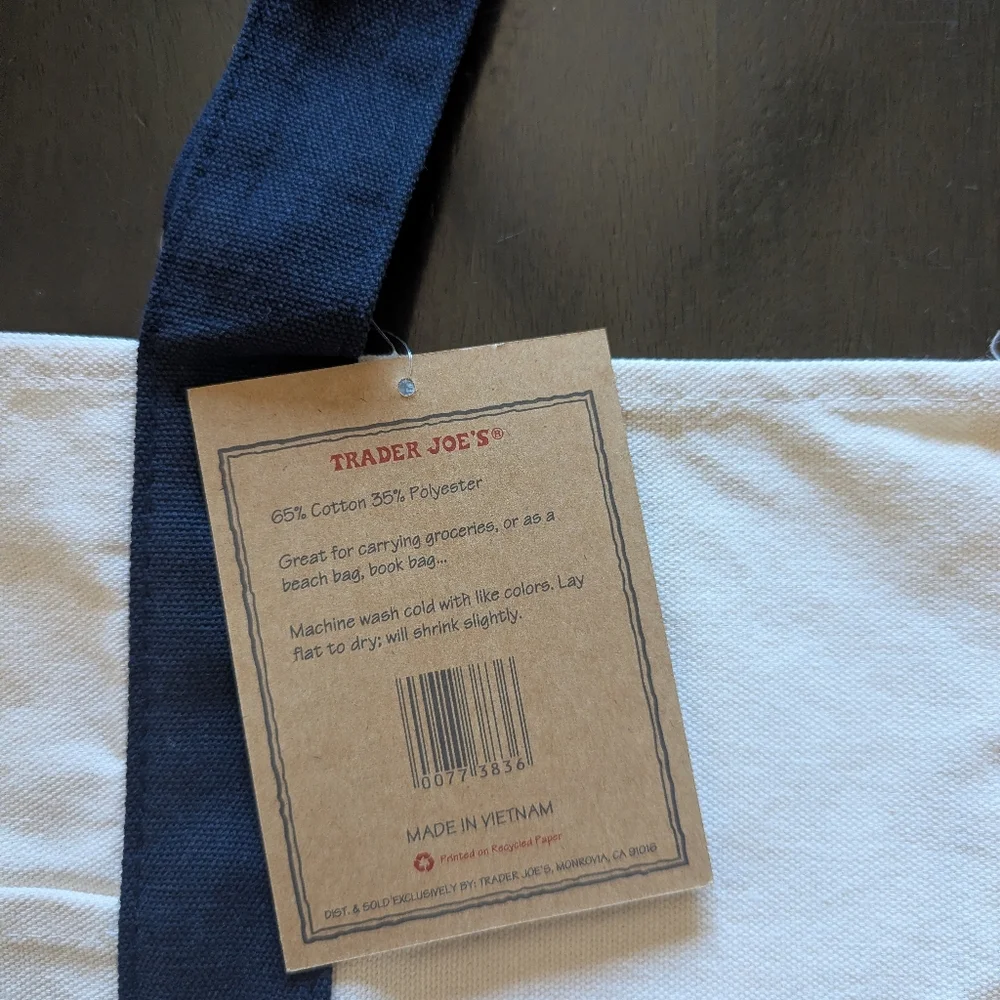 TRADER JOE'S®
65% Cotton 35% Polyester
Great for carrying groceries, or as a
beach bag, book bag...
Machine wash cold with like colors. Lay
flat to dry; will shrink slightly.
0077 3836
MADE IN VIETNAM
Printed on Recycled Paper
DIST. & SOLD EXCLUSIVELY BY: TRADER JOE'S, MONROVIA, CA 91016